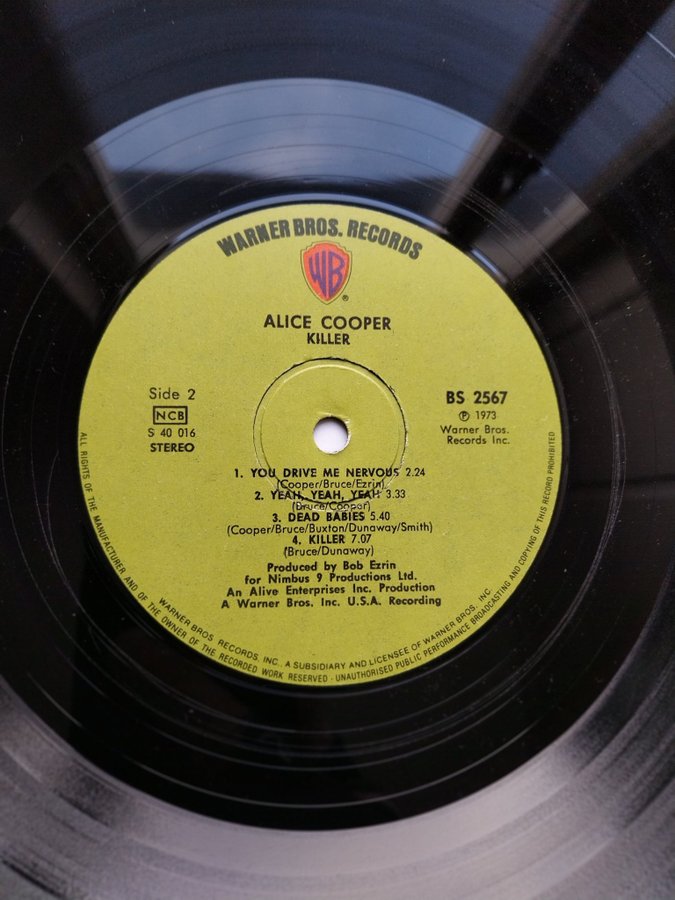 WARNER BROS. RECORDS
WB
®
ALICE COOPER
KILLER
Side 2
NCB
S 40 016
STEREO
BS 2567
Ⓟ 1973
Warner Bros.
Records Inc.
1. YOU DRIVE ME NERVOUS 2.24
(Cooper/Bruce/Ezrin)
2. YEAH, YEAH, YEAH 3.33
(Bruce/Cooper)
3. DEAD BABIES 5.40
(Cooper/Bruce/Buxton/Dunaway/Smith)
4. KILLER 7.07
(Bruce/Dunaway)
Produced by Bob Ezrin
for Nimbus 9 Productions Ltd.
An Alive Enterprises Inc. Production
A Warner Bros. Inc. U.S.A. Recording
WARNER BROS RECORDS, INC., A SUBSIDIARY AND LICENSEE OF WARNER BROS, INC
ALL RIGHTS OF THE MANUFACTURER AND OF THE OWNER OF THE RECORDED WORK RESERVED - UNAUTHORISED PUBLIC PERFORMANCE BROADCASTING AND COPYING OF THIS RECORD PROHIBITED